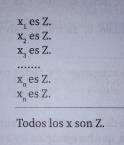 x₁ es Z.
x₂ es Z.
x₃ es Z.
.......
xₙ es Z.
xₙ es Z.
Todos los x son Z.